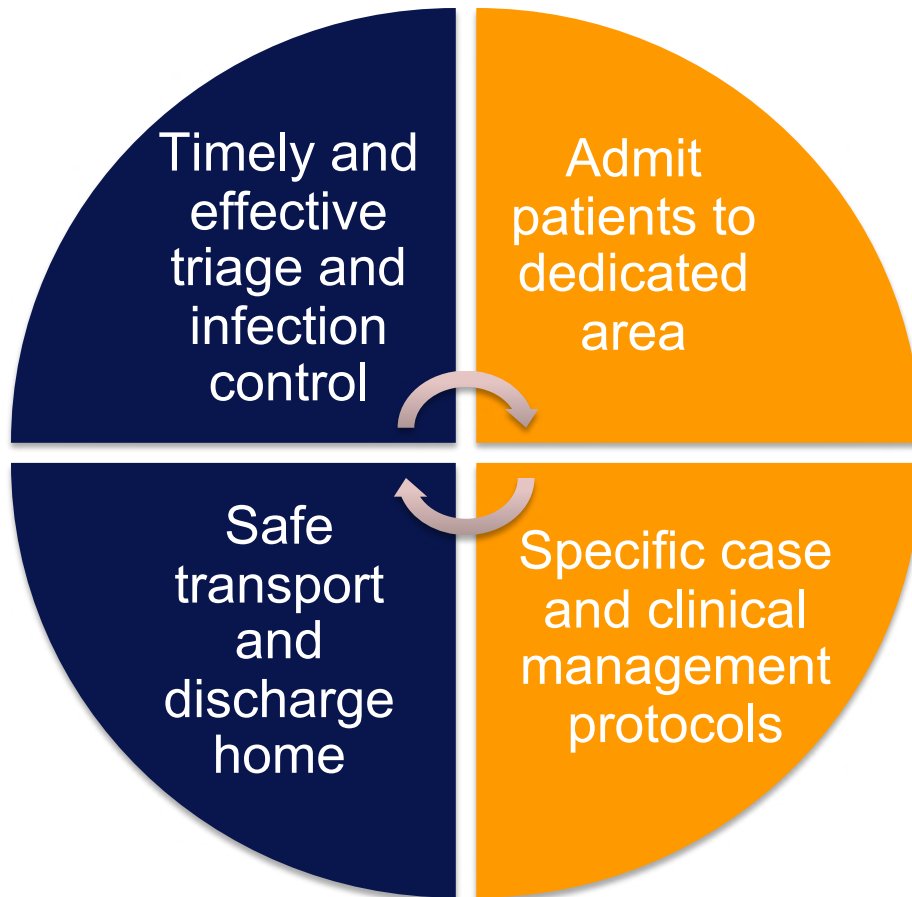 Timely and
effective
triage and
infection
control
Admit
patients to
dedicated
area
Specific case
and clinical
management
protocols
Safe
transport
and
discharge
home